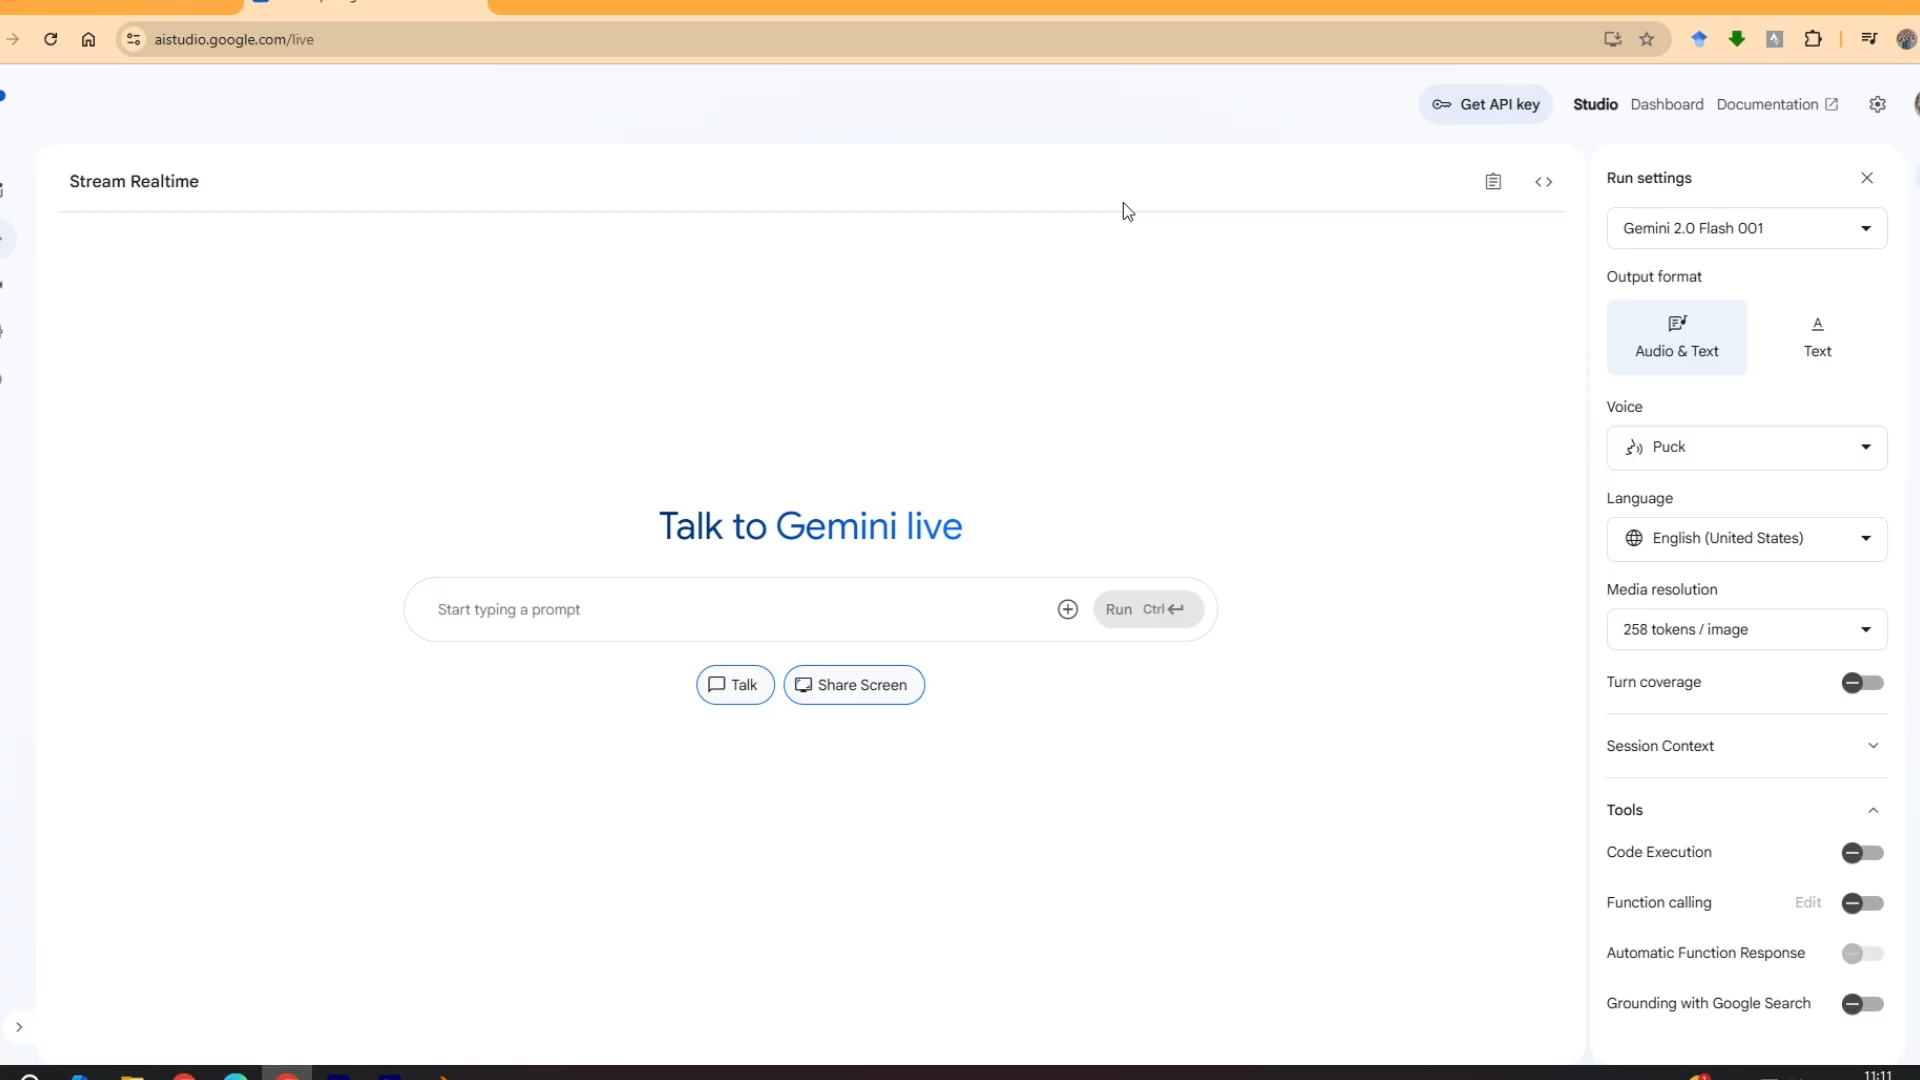 aistudio.google.com/live
Get API key
Studio
Dashboard
Documentation
Stream Realtime
Run settings
Gemini 2.0 Flash 001
Output format
Audio & Text
A
Text
Voice
Puck
Language
Talk to Gemini live
English (United States)
Media resolution
Start typing a prompt
Run Ctrl
258 tokens / image
Talk
Share Screen
Turn coverage
Session Context
Tools
Code Execution
Function calling
Edit
Automatic Function Response
Grounding with Google Search
11:11